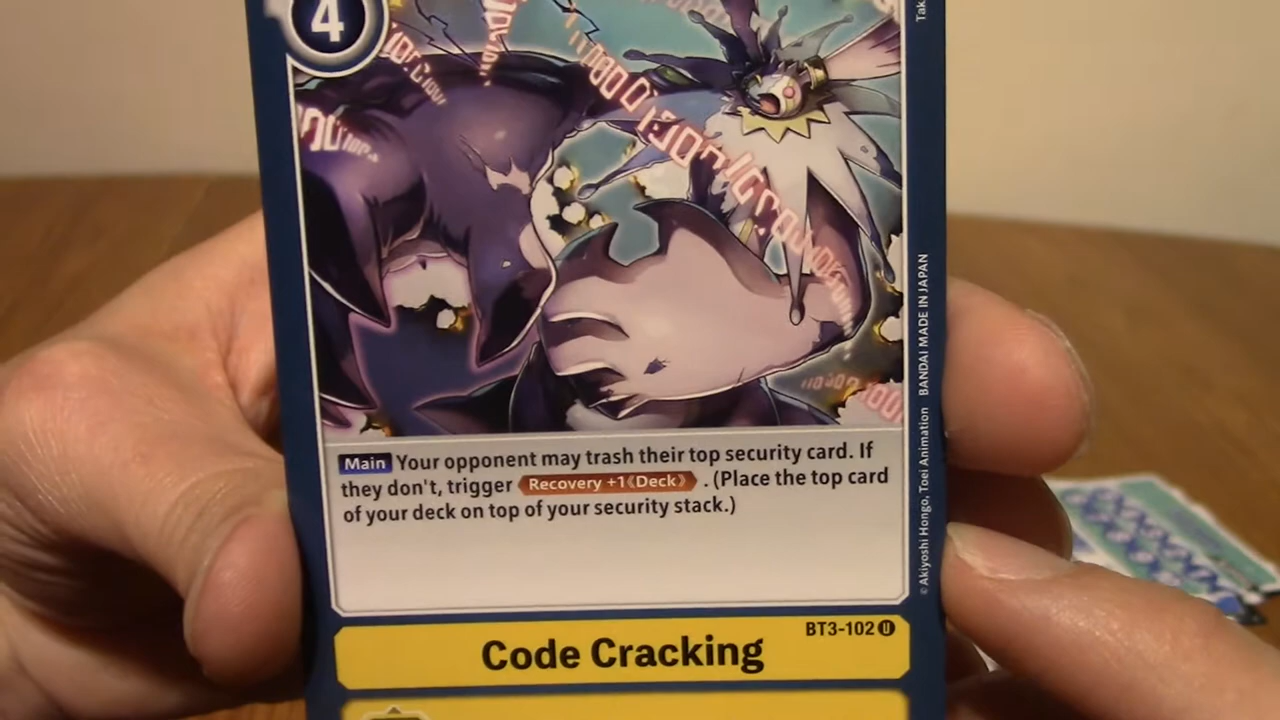 4
Tak
Main Your opponent may trash their top security card. If
they don't, trigger Recovery +1《Deck》. (Place the top card
of your deck on top of your security stack.)
©Akiyoshi Hongo, Toei Animation BANDAI MADE IN JAPAN
BT3-102 U
Code Cracking